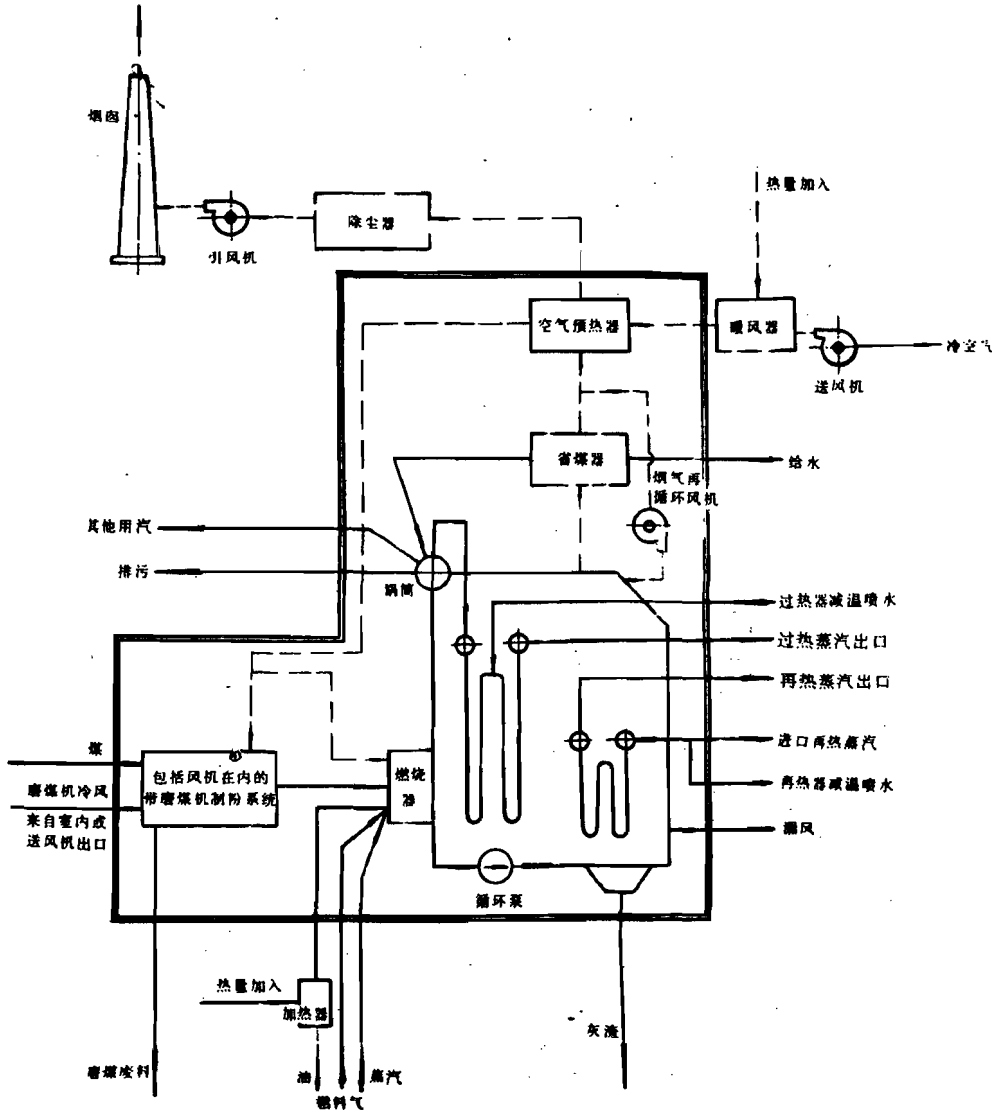 烟囱
热量加入
除尘器
引风机
空气预热器
暖风器
冷空气
送风机
省煤器
给水
烟气再
循环风机
其他用汽
排污
锅筒
过热器减温喷水
过热蒸汽出口
再热蒸汽出口
进口再热蒸汽
再热器减温喷水
漏风
煤
磨煤机冷风
来自室内或
送风机出口
包括风机在内的
带磨煤机制粉系统
燃烧
器
循环泵
热量加入
加热器
灰渣
磨煤废料
油
燃料气
蒸汽